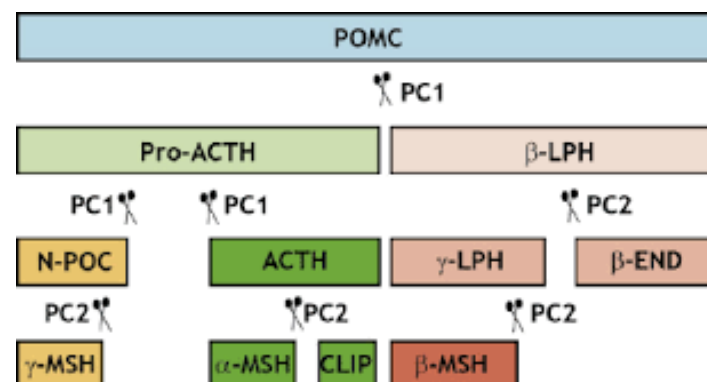 POMC
PC1
Pro-ACTH β-LPH
PC1 PC1 PC2
N-POC ACTH γ-LPH β-END
PC2 PC2 PC2
γ-MSH α-MSH CLIP β-MSH